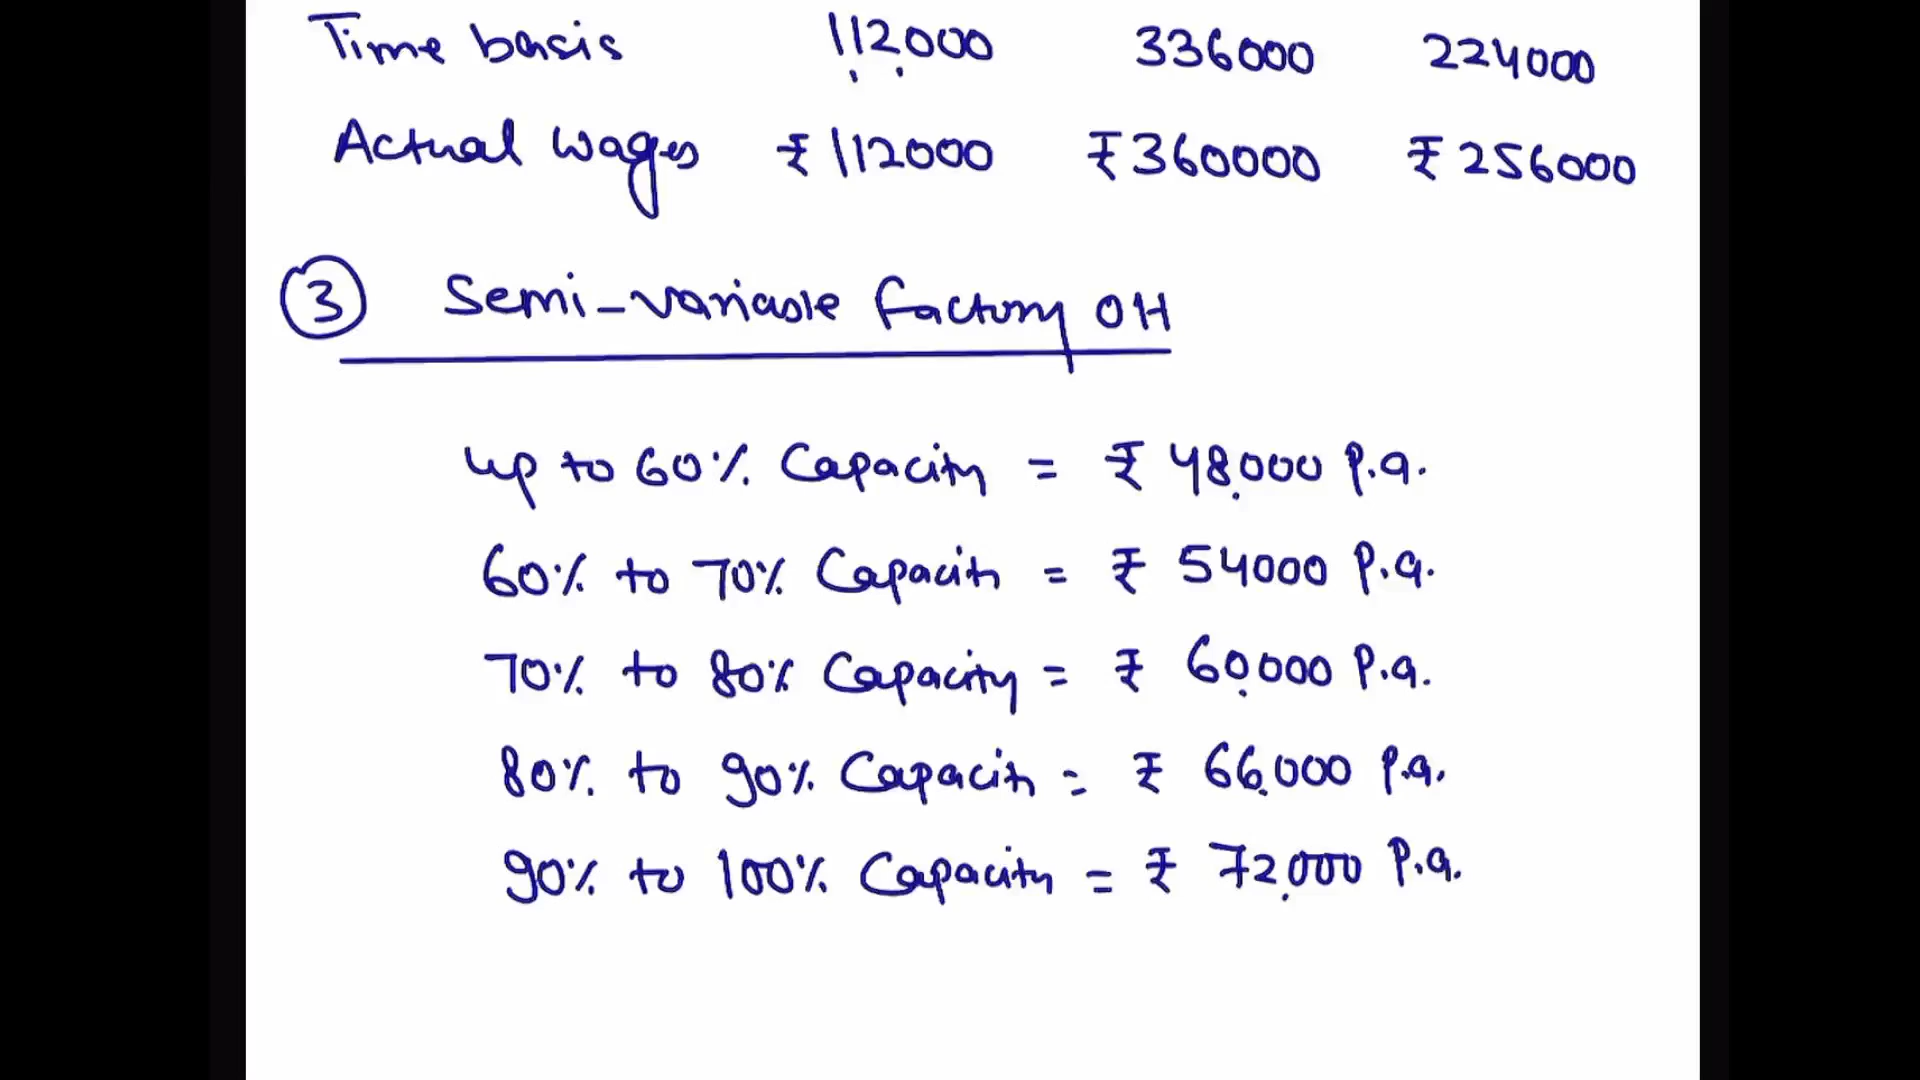 Time basis 112000 336000 224000
Actual wages ₹112000 ₹360000 ₹256000
3 Semi-variable factory OH
up to 60% Capacity = ₹ 48000 p.a.
60% to 70% Capacity = ₹ 54000 p.a.
70% to 80% Capacity = ₹ 60000 p.a.
80% to 90% Capacity = ₹ 66000 p.a.
90% to 100% Capacity = ₹ 72000 p.a.